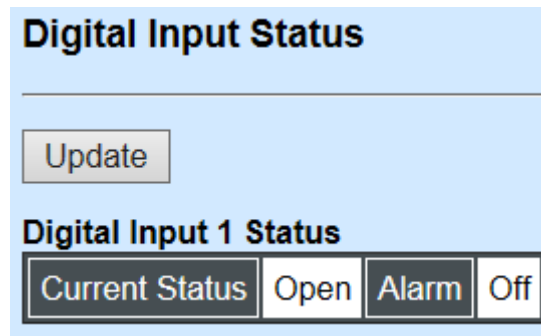 Digital Input Status
Update
Digital Input 1 Status
Current Status Open Alarm Off